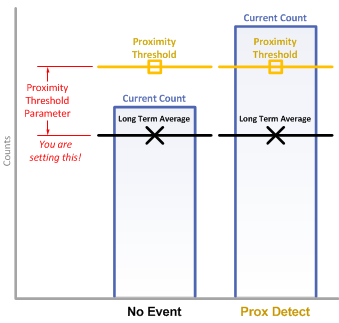 Current Count
Proximity
Threshold
Proximity
Threshold
Proximity
Threshold
Parameter
Current Count
Long Term Average
Long Term Average
You are
setting this!
Counts
No Event
Prox Detect